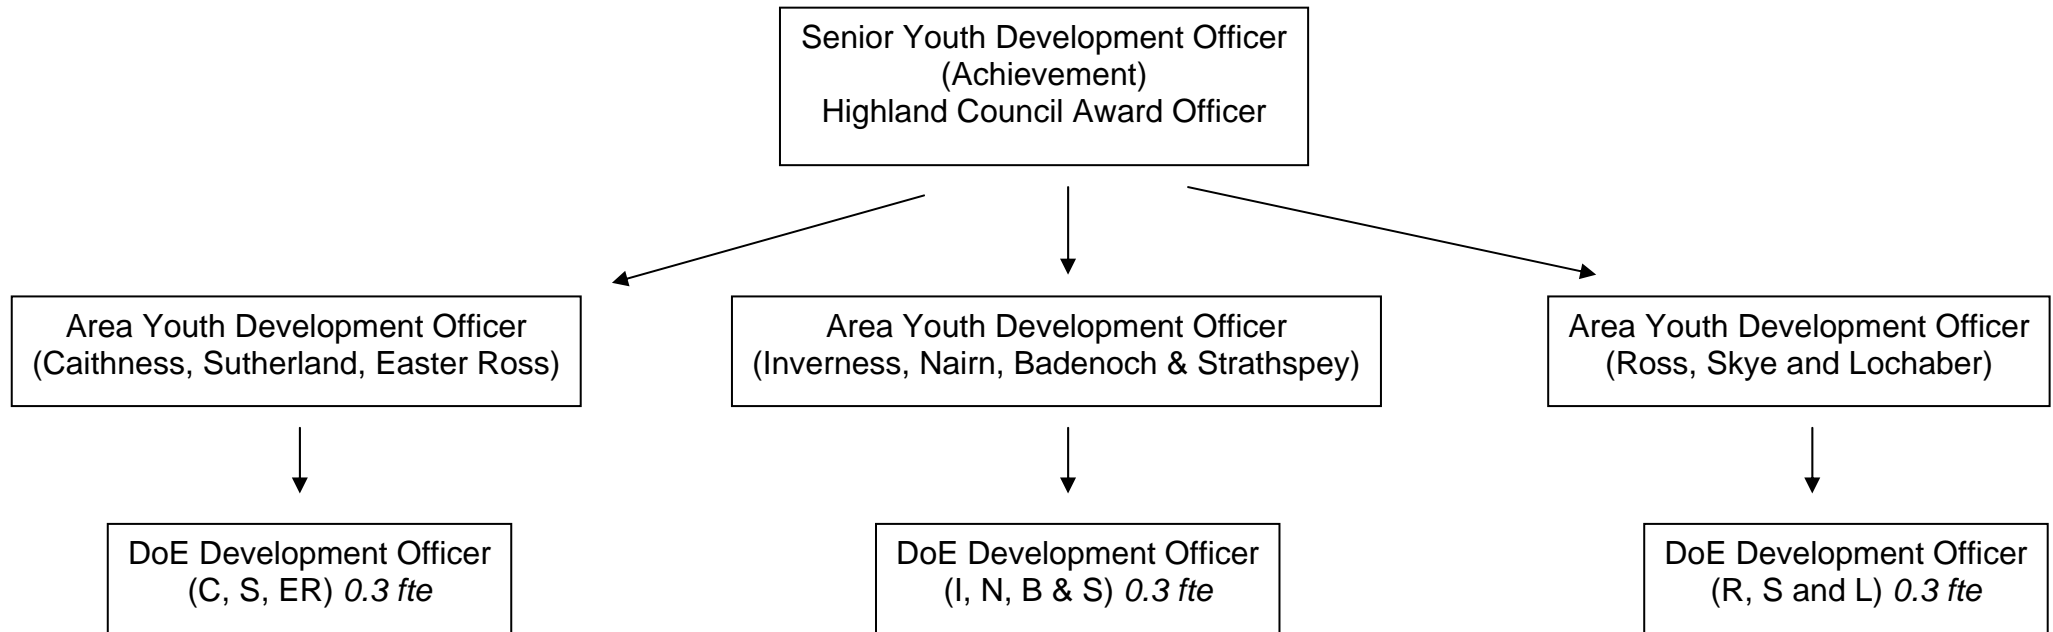 Senior Youth Development Officer
(Achievement)
Highland Council Award Officer
Area Youth Development Officer
(Caithness, Sutherland, Easter Ross)
Area Youth Development Officer
(Inverness, Nairn, Badenoch & Strathspey)
Area Youth Development Officer
(Ross, Skye and Lochaber)
DoE Development Officer
(C, S, ER) 0.3 fte
DoE Development Officer
(I, N, B & S) 0.3 fte
DoE Development Officer
(R, S and L) 0.3 fte